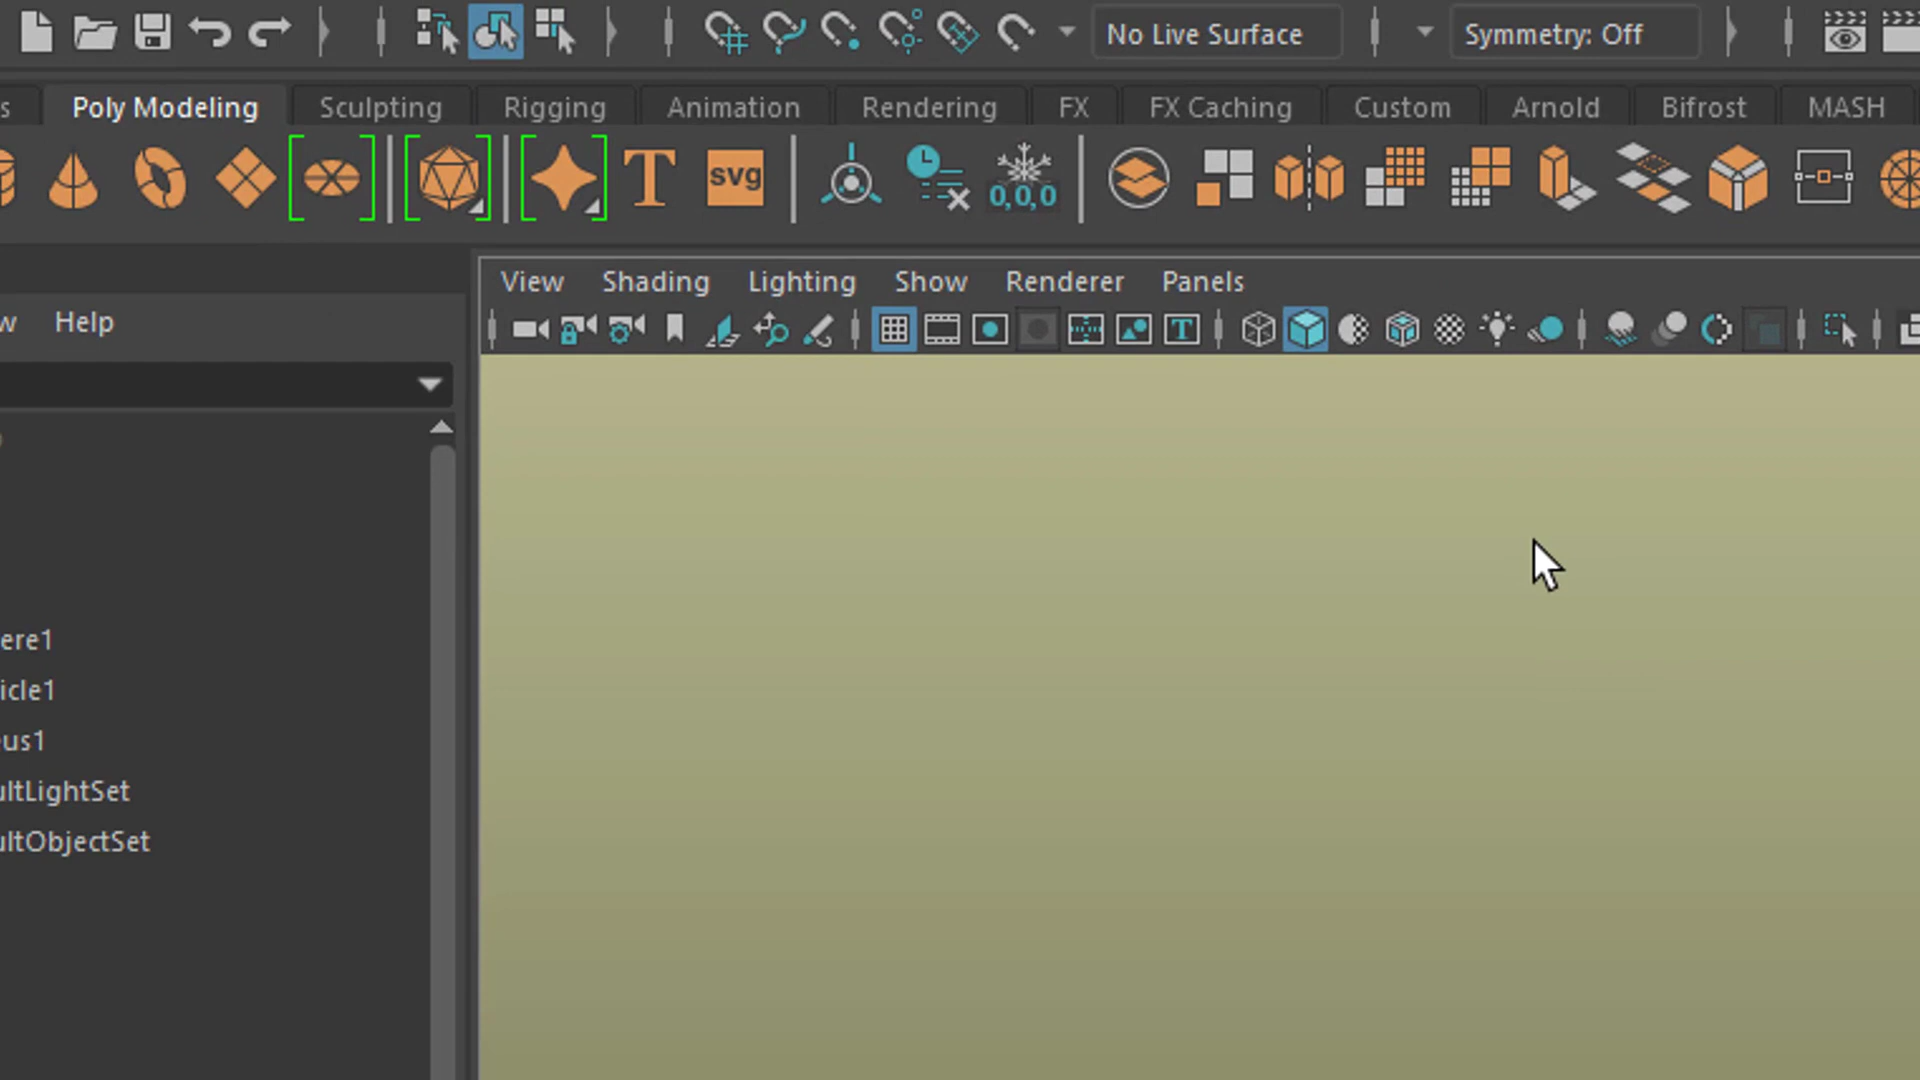 No Live Surface
Symmetry: Off
s
Poly Modeling
Sculpting
Rigging
Animation
Rendering
FX
FX Caching
Custom
Arnold
Bifrost
MASH
T
svg
0,0,0
View
Shading
Lighting
Show
Renderer
Panels
w
Help
T
ere1
icle1
eus1
ultLightSet
ultObjectSet